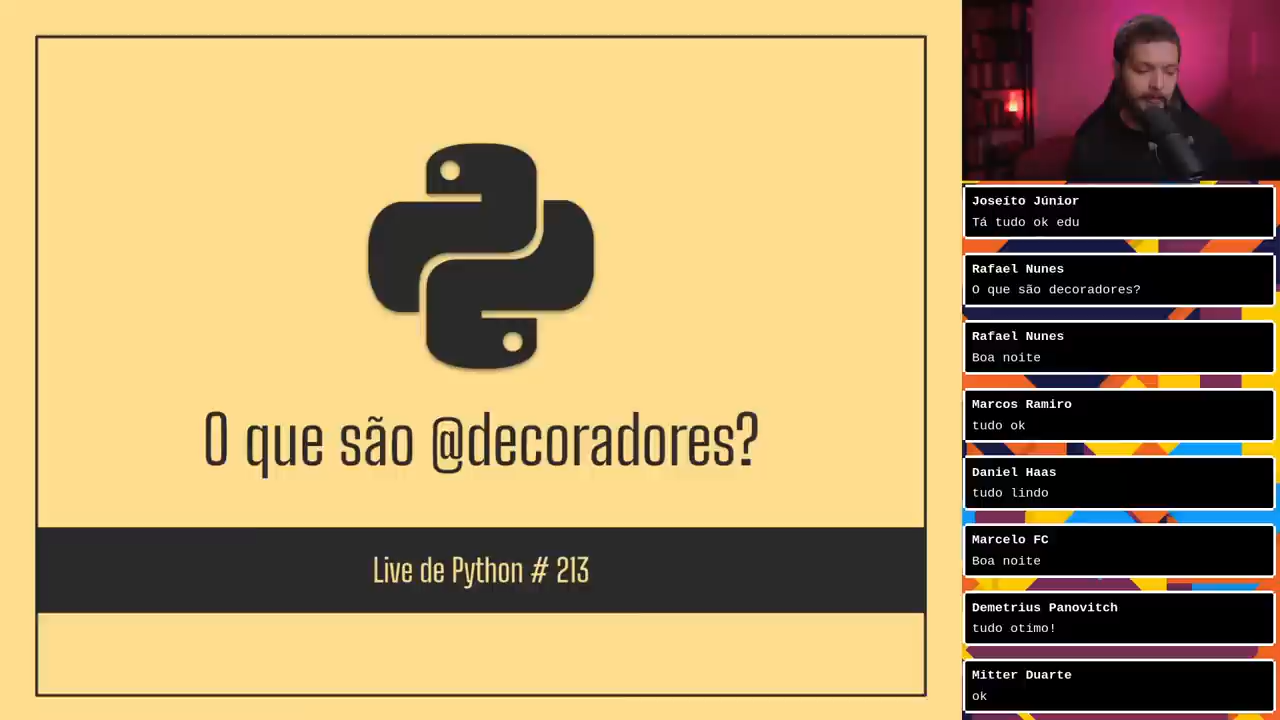 O que são @decoradores?
Live de Python # 213
Joseíto Júnior
Tá tudo ok edu
Rafael Nunes
O que são decoradores?
Rafael Nunes
Boa noite
Marcos Ramiro
tudo ok
Daniel Haas
tudo lindo
Marcelo FC
Boa noite
Demetrius Panovitch
tudo otimo!
Mitter Duarte
ok